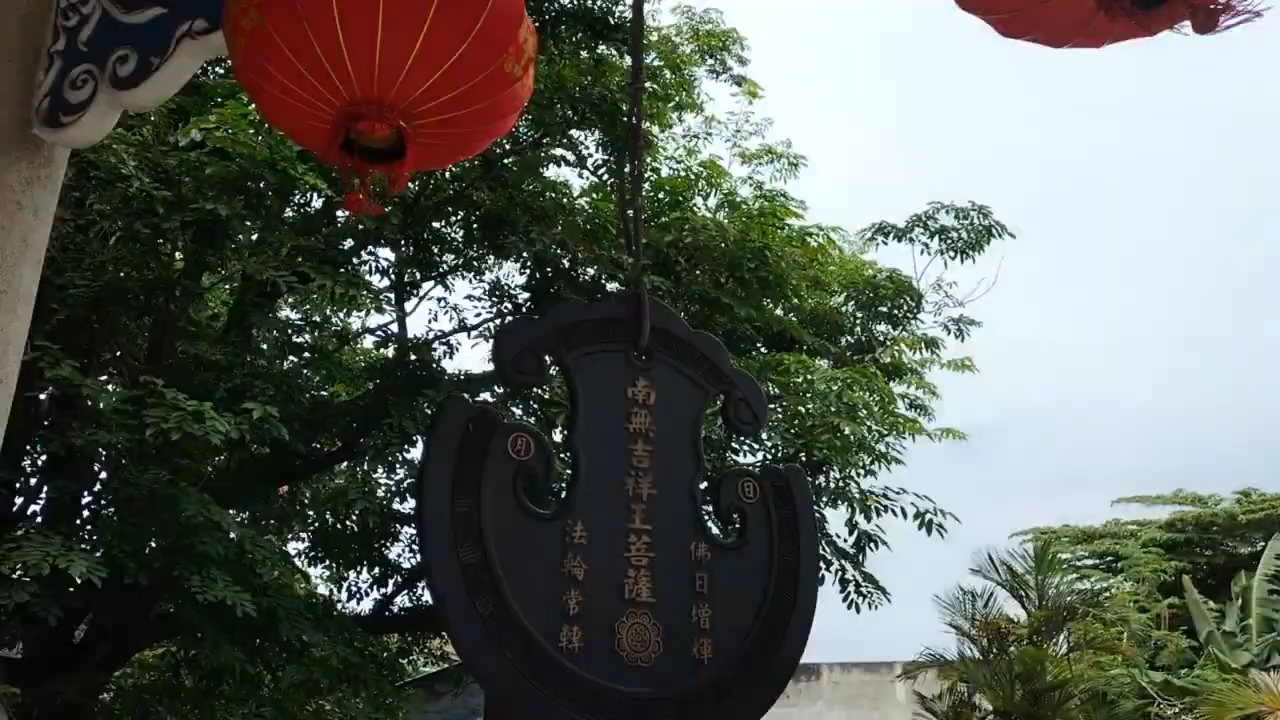 日
佛日增輝
南無吉祥王菩薩
月
法輪常轉